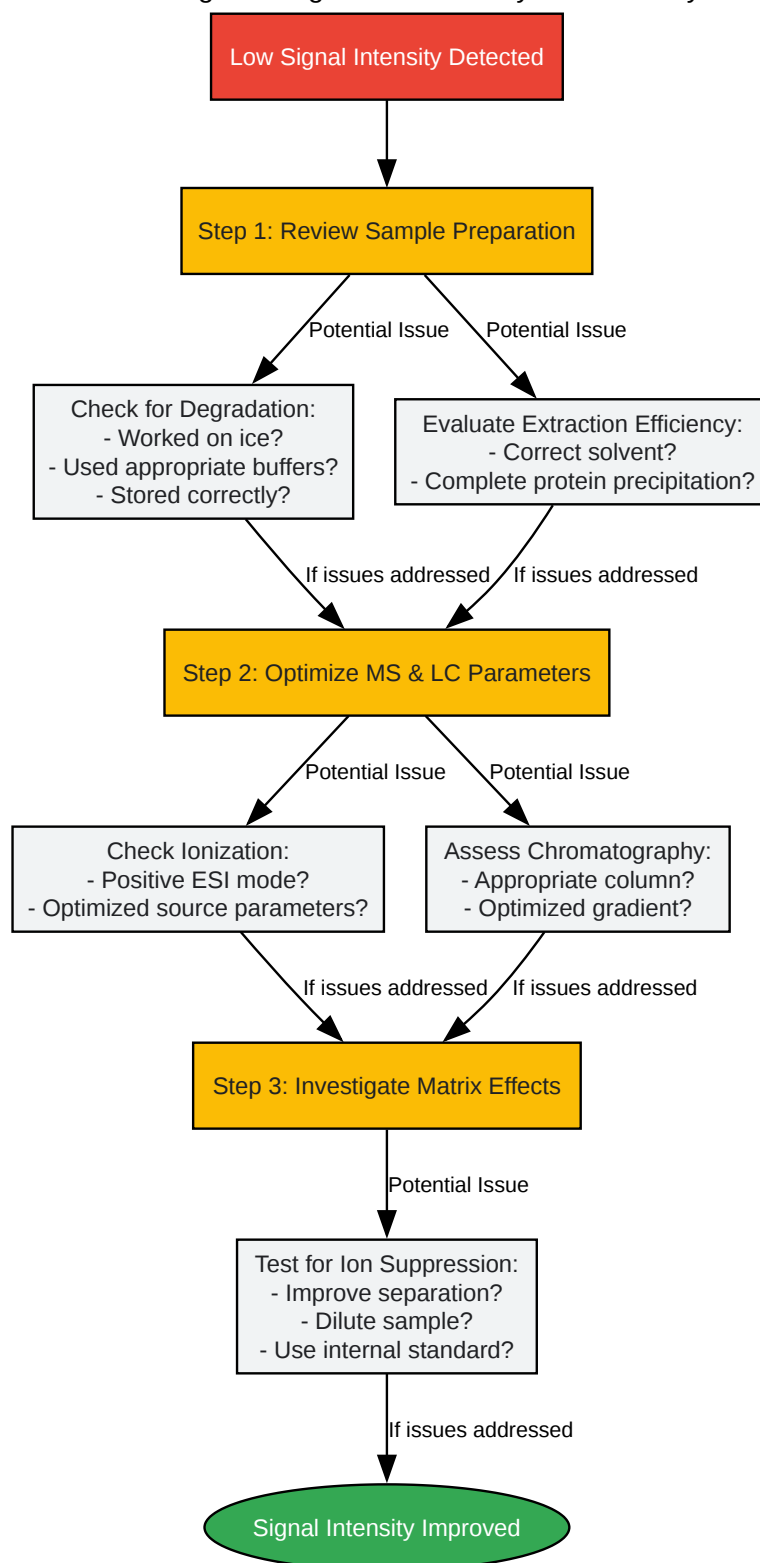 Low Signal Intensity Detected
Step 1: Review Sample Preparation
Potential Issue
Potential Issue
Check for Degradation:
- Worked on ice?
- Used appropriate buffers?
- Stored correctly?
Evaluate Extraction Efficiency:
- Correct solvent?
- Complete protein precipitation?
If issues addressed
If issues addressed
Step 2: Optimize MS & LC Parameters
Potential Issue
Potential Issue
Check Ionization:
- Positive ESI mode?
- Optimized source parameters?
Assess Chromatography:
- Appropriate column?
- Optimized gradient?
If issues addressed
If issues addressed
Step 3: Investigate Matrix Effects
Potential Issue
Test for Ion Suppression:
- Improve separation?
- Dilute sample?
- Use internal standard?
If issues addressed
Signal Intensity Improved